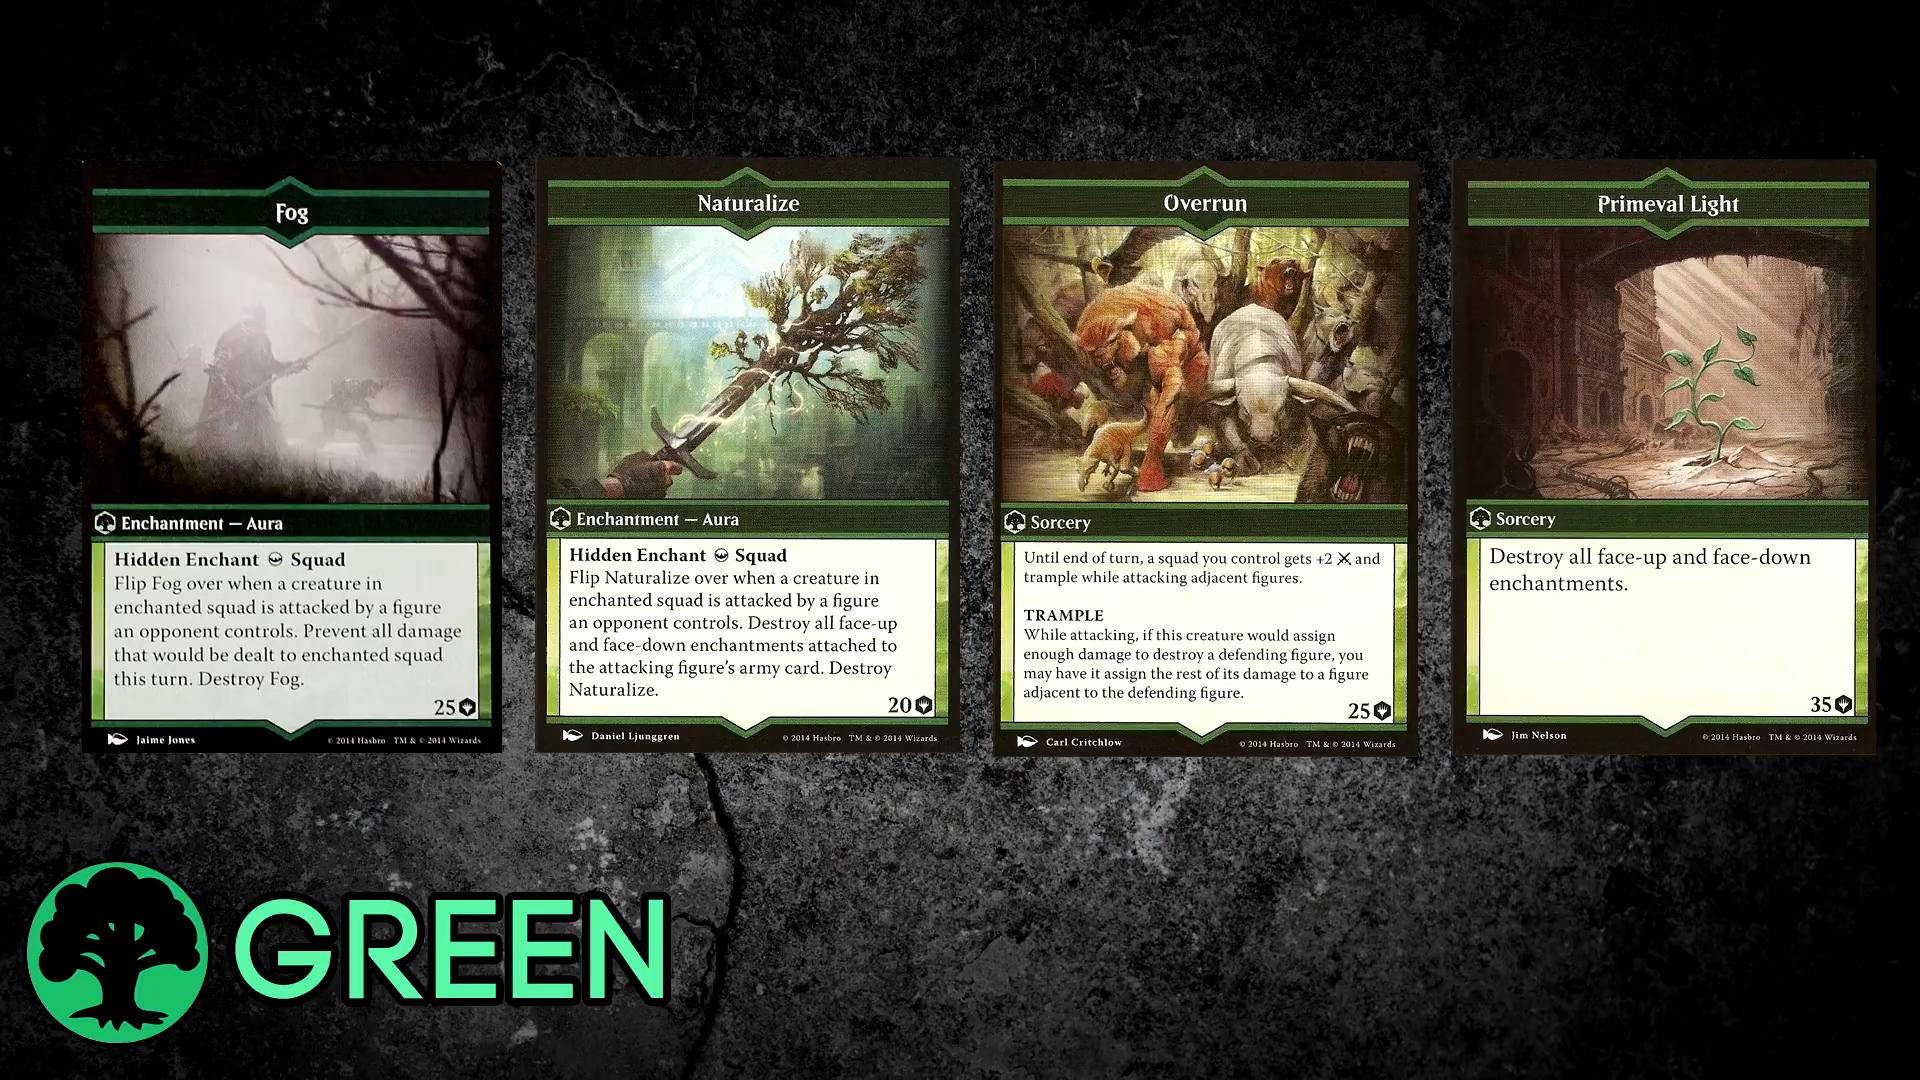 Fog
Enchantment — Aura
Hidden Enchant Squad
Flip Fog over when a creature in
enchanted squad is attacked by a figure
an opponent controls. Prevent all damage
that would be dealt to enchanted squad
this turn. Destroy Fog.
25
Jaime Jones
© 2014 Hasbro TM & © 2014 Wizards
Naturalize
Enchantment — Aura
Hidden Enchant Squad
Flip Naturalize over when a creature in
enchanted squad is attacked by a figure
an opponent controls. Destroy all face-up
and face-down enchantments attached to
the attacking figure's army card. Destroy
Naturalize.
20
Daniel Ljunggren
© 2014 Hasbro TM & © 2014 Wizards
Overrun
Sorcery
Until end of turn, a squad you control gets +2 and
trample while attacking adjacent figures.
TRAMPLE
While attacking, if this creature would assign
enough damage to destroy a defending figure, you
may have it assign the rest of its damage to a figure
adjacent to the defending figure.
25
Carl Critchlow
© 2014 Hasbro TM & © 2014 Wizards
Primeval Light
Sorcery
Destroy all face-up and face-down
enchantments.
35
Jim Nelson
© 2014 Hasbro TM & © 2014 Wizards
GREEN